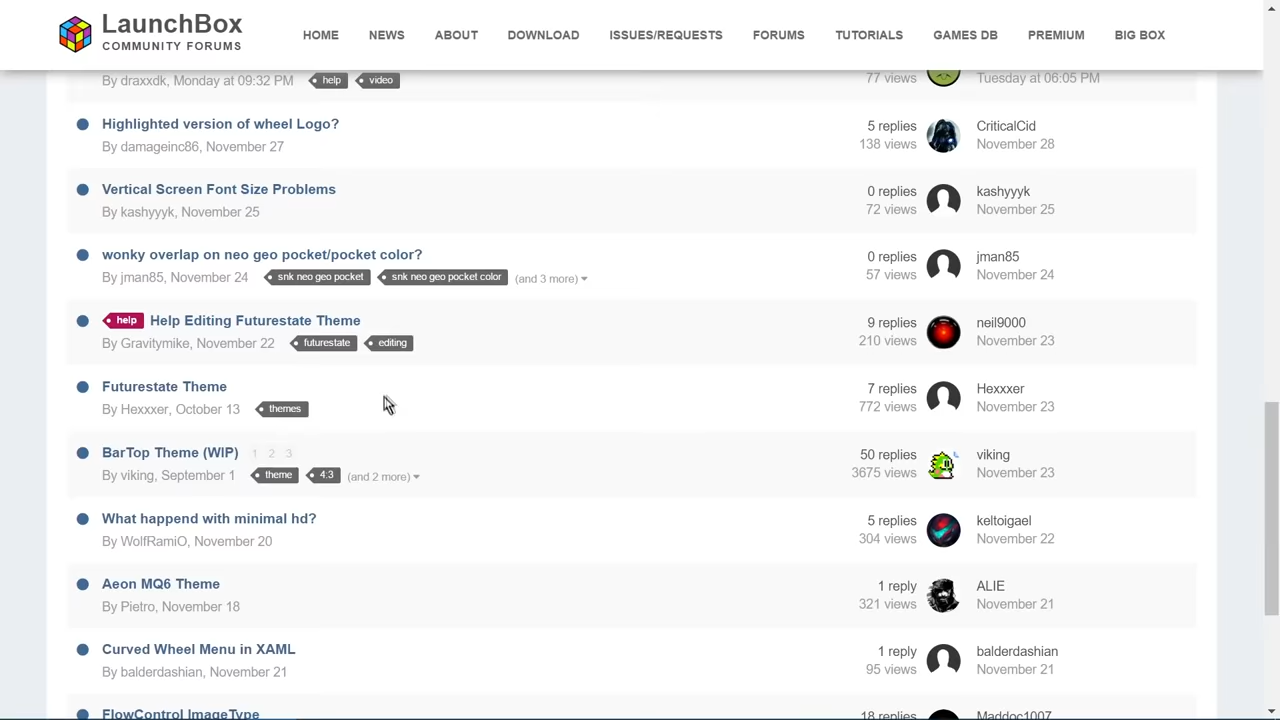 LaunchBox
COMMUNITY FORUMS
HOME NEWS ABOUT DOWNLOAD ISSUES/REQUESTS FORUMS TUTORIALS GAMES DB PREMIUM BIG BOX
By draxxdk, Monday at 09:32 PM help video 77 views Tuesday at 06:05 PM
Highlighted version of wheel Logo? 5 replies CriticalCid
By damageinc86, November 27 138 views November 28
Vertical Screen Font Size Problems 0 replies kashyyyk
By kashyyyk, November 25 72 views November 25
wonky overlap on neo geo pocket/pocket color? 0 replies jman85
By jman85, November 24 snk neo geo pocket snk neo geo pocket color (and 3 more) 57 views November 24
help Help Editing Futurestate Theme 9 replies neil9000
By Gravitymike, November 22 futurestate editing 210 views November 23
Futurestate Theme 7 replies Hexxxer
By Hexxxer, October 13 themes 772 views November 23
BarTop Theme (WIP) 1 2 3 50 replies viking
By viking, September 1 theme 4:3 (and 2 more) 3675 views November 23
What happend with minimal hd? 5 replies keltoigael
By WolfRamiO, November 20 304 views November 22
Aeon MQ6 Theme 1 reply ALIE
By Pietro, November 18 321 views November 21
Curved Wheel Menu in XAML 1 reply balderdashian
By balderdashian, November 21 95 views November 21
FlowControl ImageType 18 replies Maddoc1007